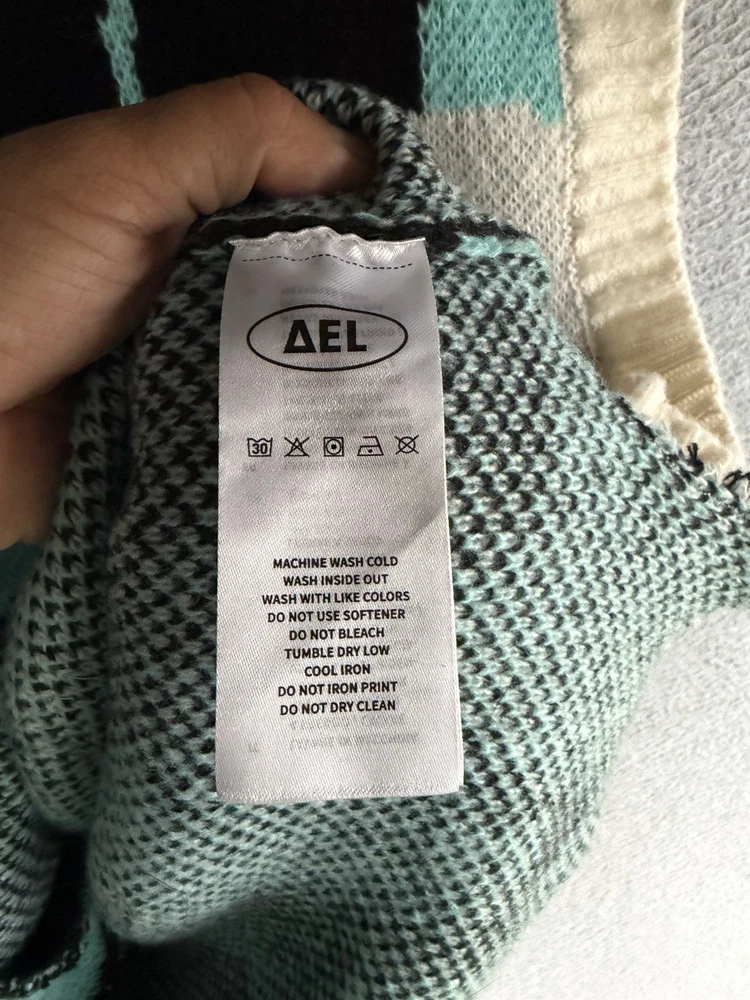 ΔEL
30
MACHINE WASH COLD
WASH INSIDE OUT
WASH WITH LIKE COLORS
DO NOT USE SOFTENER
DO NOT BLEACH
TUMBLE DRY LOW
COOL IRON
DO NOT IRON PRINT
DO NOT DRY CLEAN